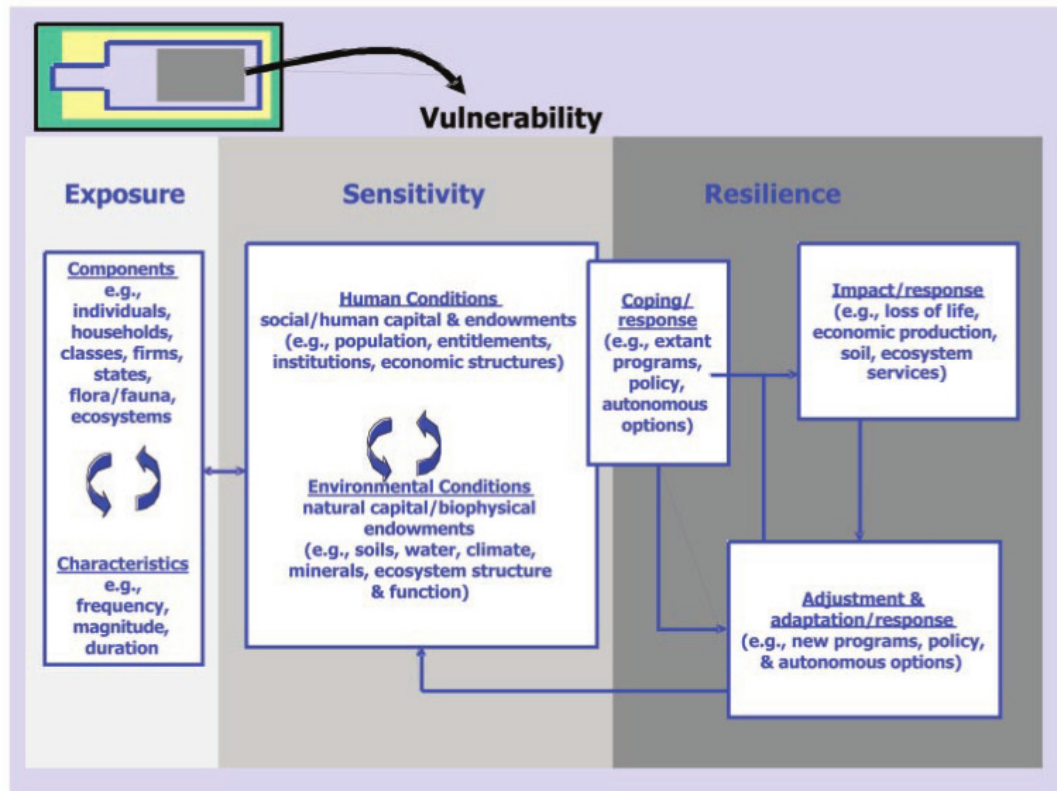 Vulnerability
Exposure
Sensitivity
Resilience
Components
e.g.,
individuals,
households,
classes, firms,
states,
flora/fauna,
ecosystems
Characteristics
e.g.,
frequency,
magnitude,
duration
Human Conditions
social/human capital & endowments
(e.g., population, entitlements,
institutions, economic structures)
Environmental Conditions
natural capital/biophysical
endowments
(e.g., soils, water, climate,
minerals, ecosystem structure
& function)
Coping/
response
(e.g., extant
programs,
policy,
autonomous
options)
Impact/response
(e.g., loss of life,
economic production,
soil, ecosystem
services)
Adjustment &
adaptation/response
(e.g., new programs, policy,
& autonomous options)